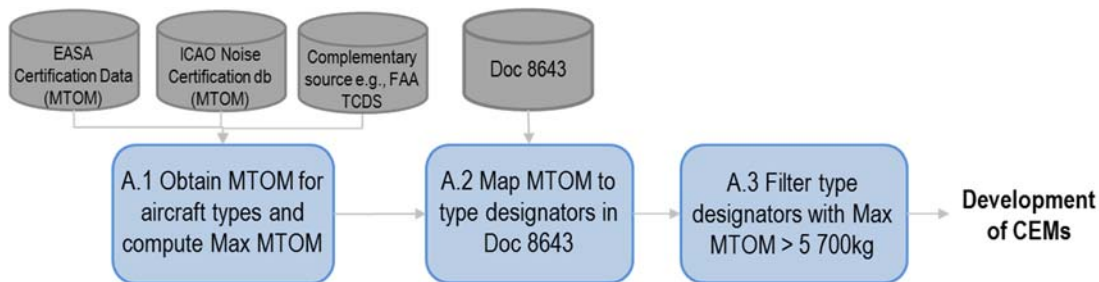 EASA
Certification Data
(MTOM)
ICAO Noise
Certification db
(MTOM)
Complementary
source e.g., FAA
TCDS
Doc 8643
A.1 Obtain MTOM for
aircraft types and
compute Max MTOM
A.2 Map MTOM to
type designators in
Doc 8643
A.3 Filter type
designators with Max
MTOM > 5 700kg
Development
of CEMs